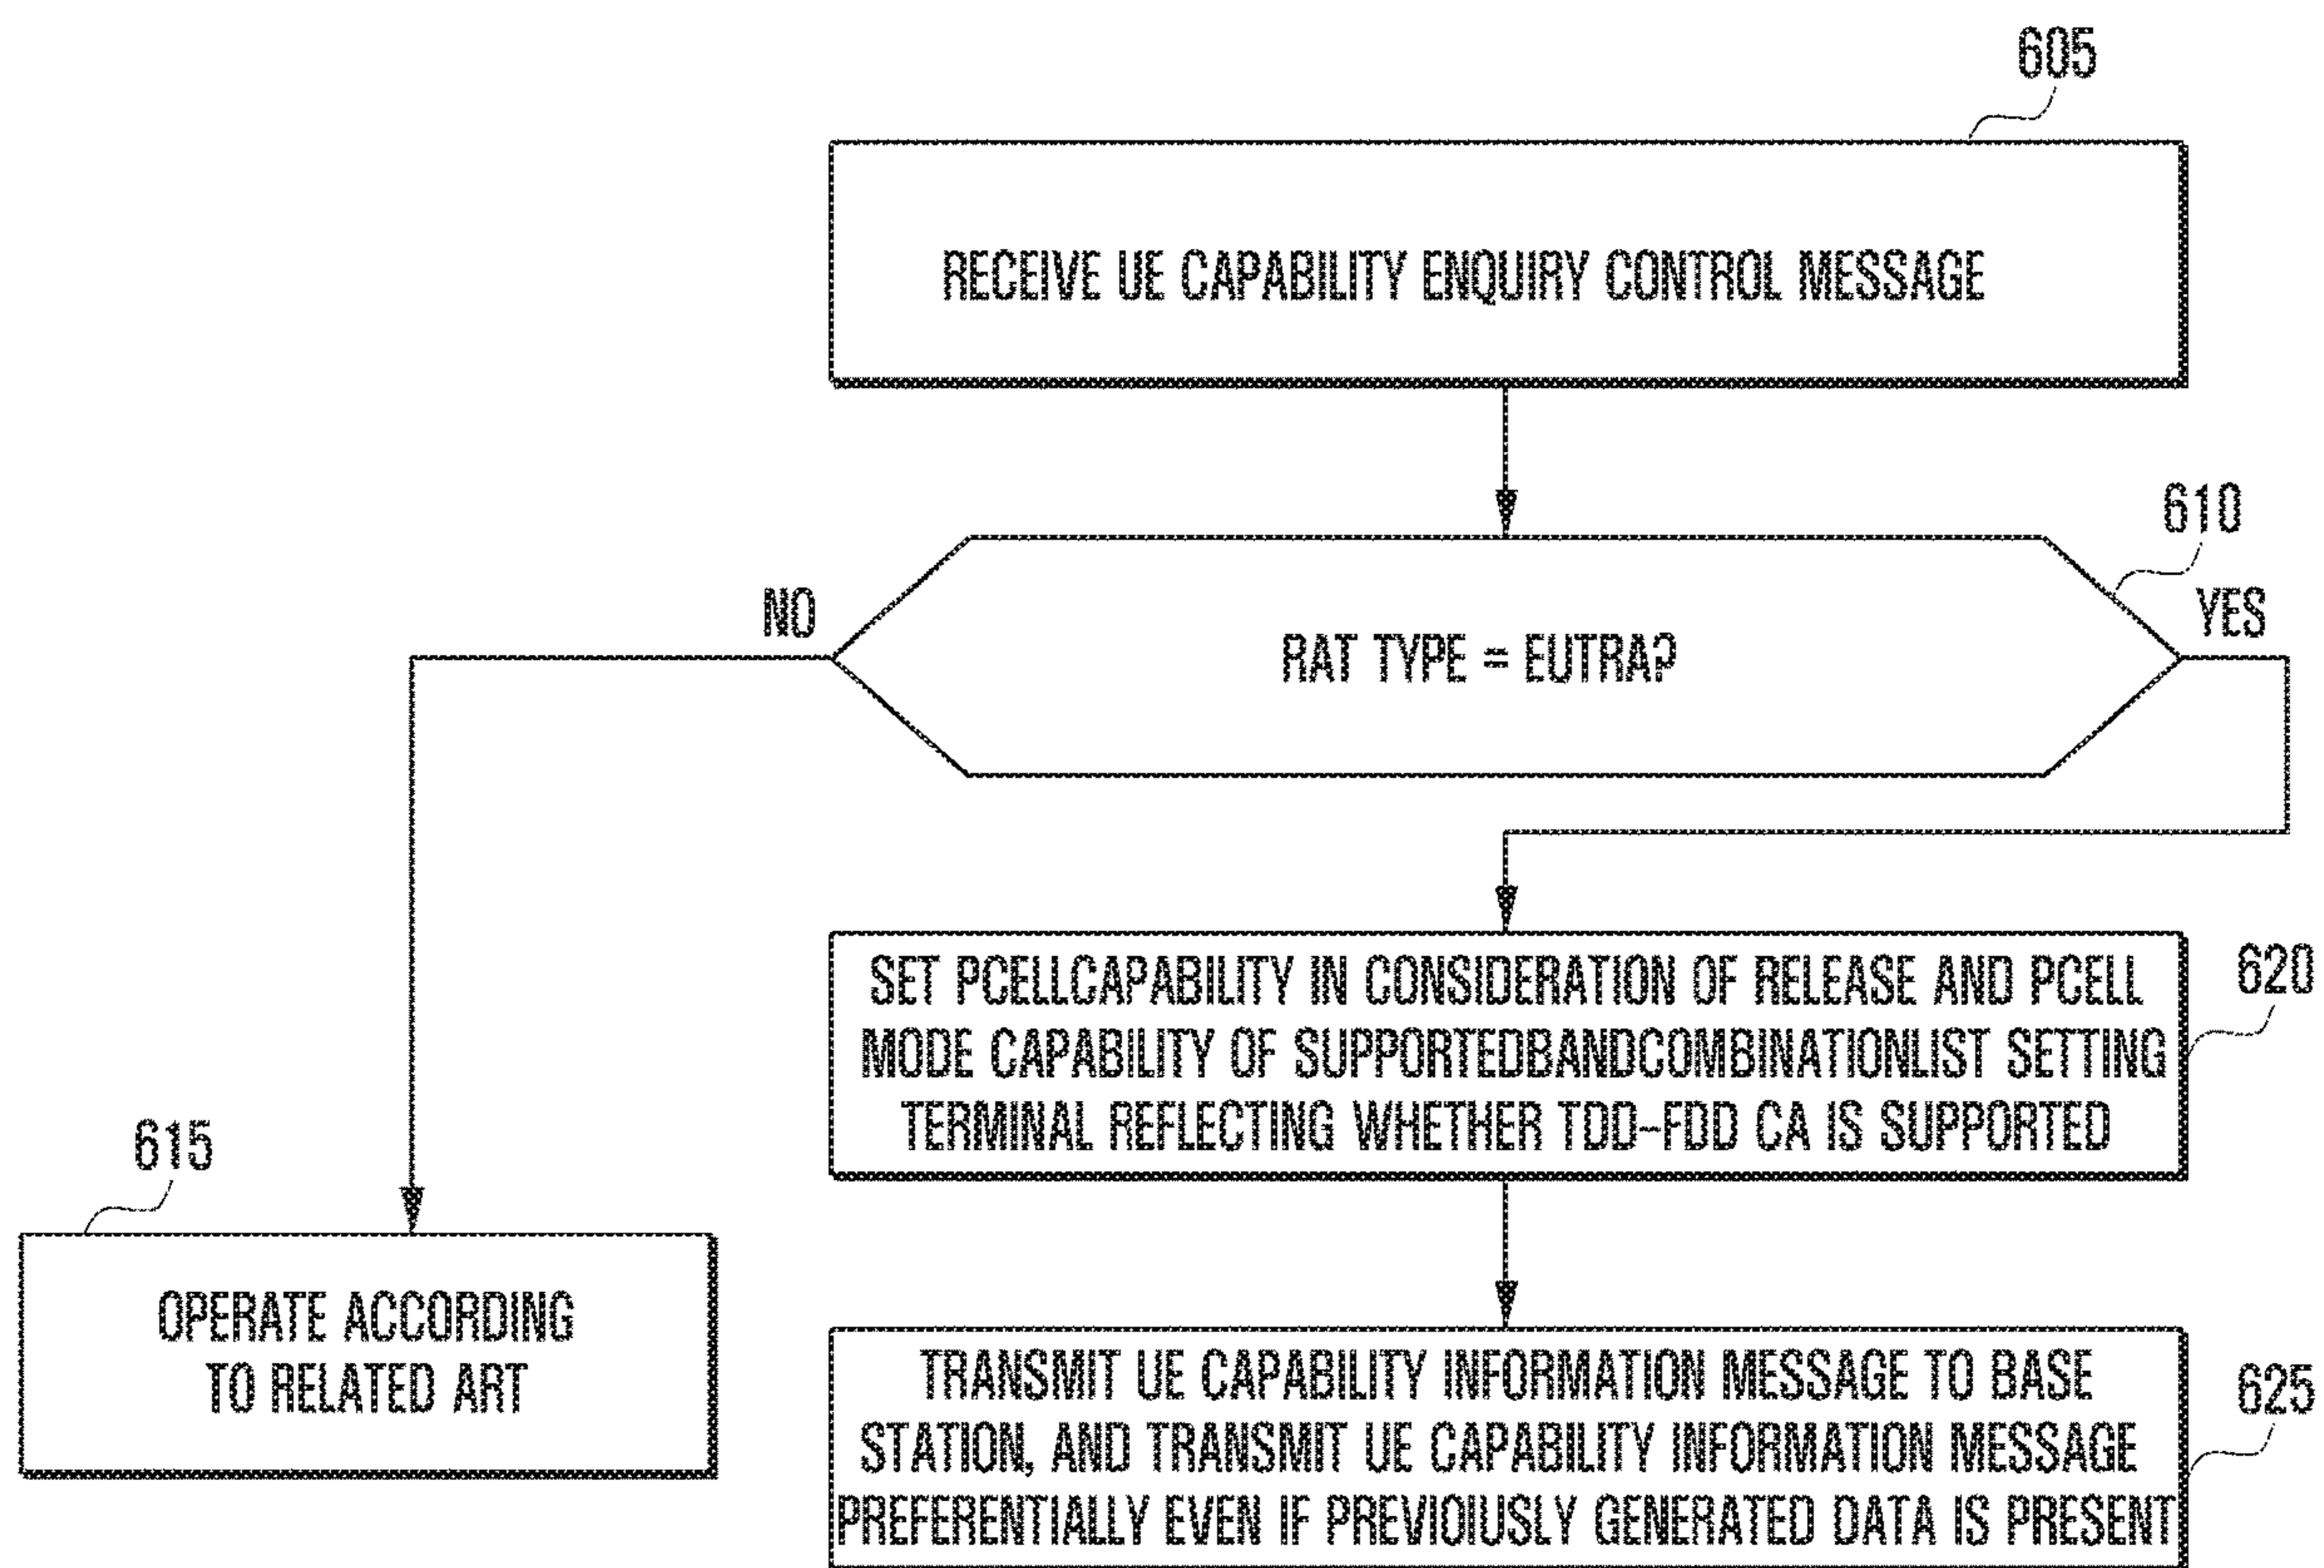 605
RECEIVE UE CAPABILITY ENQUIRY CONTROL MESSAGE
610
NO
YES
RAT TYPE = EUTRA?
SET PCELLCAPABILITY IN CONSIDERATION OF RELEASE AND PCELL
MODE CAPABILITY OF SUPPORTEDBANDCOMBINATIONLIST SETTING
TERMINAL REFLECTING WHETHER TDD-FDD CA IS SUPPORTED
620
615
OPERATE ACCORDING
TO RELATED ART
TRANSMIT UE CAPABILITY INFORMATION MESSAGE TO BASE
STATION, AND TRANSMIT UE CAPABILITY INFORMATION MESSAGE
PREFERENTIALLY EVEN IF PREVIOIUSLY GENERATED DATA IS PRESENT
625